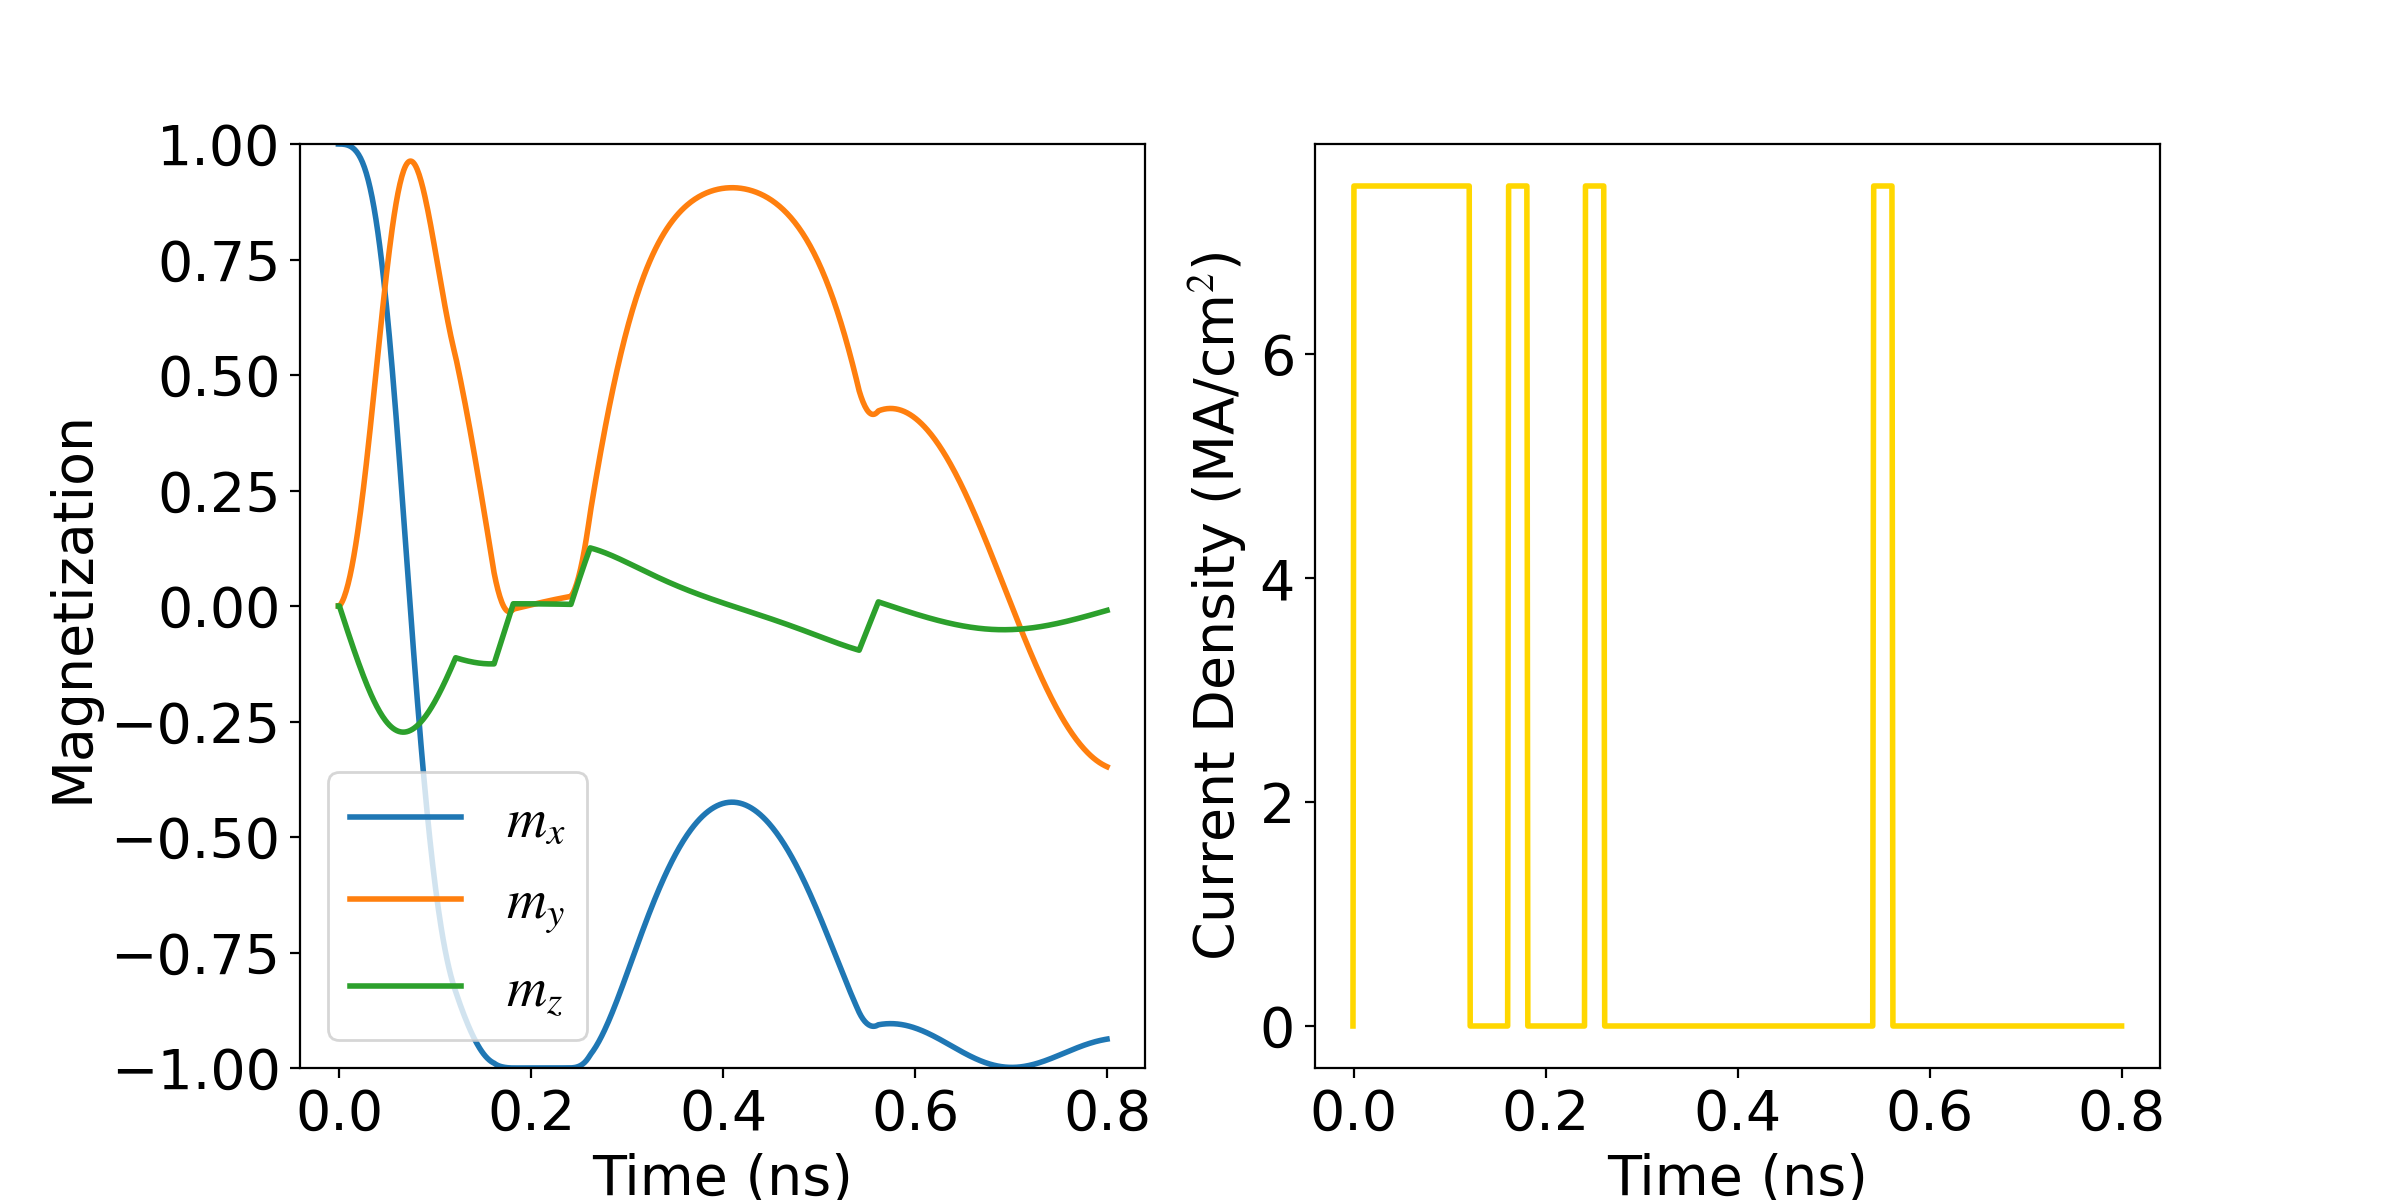 Magnetization
1.00
0.75
0.50
0.25
0.00
−0.25
−0.50
−0.75
−1.00
0.0 0.2 0.4 0.6 0.8
Time (ns)
m_x
m_y
m_z
Current Density (MA/cm²)
6
4
2
0
0.0 0.2 0.4 0.6 0.8
Time (ns)